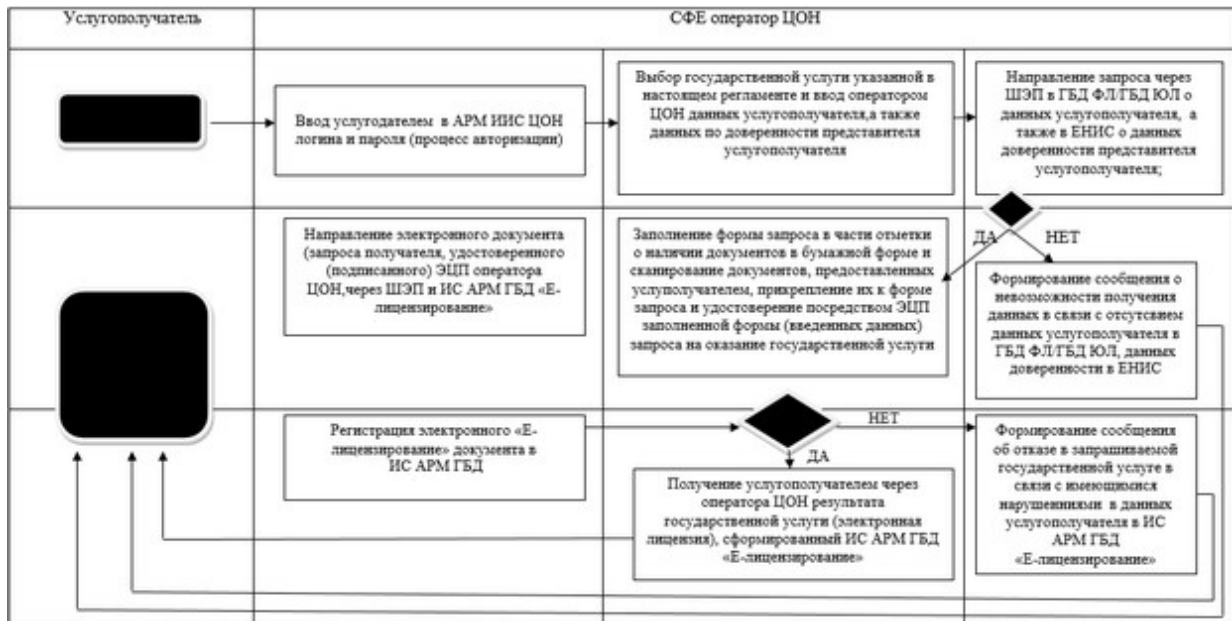 Услугополучатель
СФЕ оператор ЦОН
Ввод услугодателем в АРМ ИИС ЦОН
логина и пароля (процесс авторизации)
Выбор государственной услуги указанной в
настоящем регламенте и ввод оператором
ЦОН данных услугополучателя,а также
данных по доверенности представителя
услугополучателя
Направление запроса через
ШЭП в ГБД ФЛ/ГБД ЮЛ о
данных услугополучателя, а
также в ЕНИС о данных
доверенности представителя
услугополучателя;
Направление электронного документа
(запроса получателя, удостоверенного
(подписанного) ЭЦП оператора
ЦОН,через ШЭП и ИС АРМ ГБД «Е-
лицензирование»
Заполнение формы запроса в части отметки
о наличии документов в бумажной форме и
сканирование документов, предоставленных
услуполучателем, прикрепление их к форме
запроса и удостоверение посредством ЭЦП
заполненной формы (введенных данных)
запроса на оказание государственной услуги
ДА
НЕТ
Формирование сообщения о
невозможности получения
данных в связи с отсутсвием
данных услугополучателя в
ГБД ФЛ/ГБД ЮЛ, данных
доверенности в ЕНИС
Регистрация электронного «Е-
лицензирование» документа в
ИС АРМ ГБД
НЕТ
ДА
Получение услугополучателем через
оператора ЦОН результата
государственной услуги (электронная
лицензия), сформированный ИС АРМ ГБД
«Е-лицензирование»
Формирование сообщения
об отказе в запрашиваемой
государственной услуге в
связи с имеющимися
нарушенниями в данных
услугополучателя в ИС
АРМ ГБД
«Е-лицензирование»